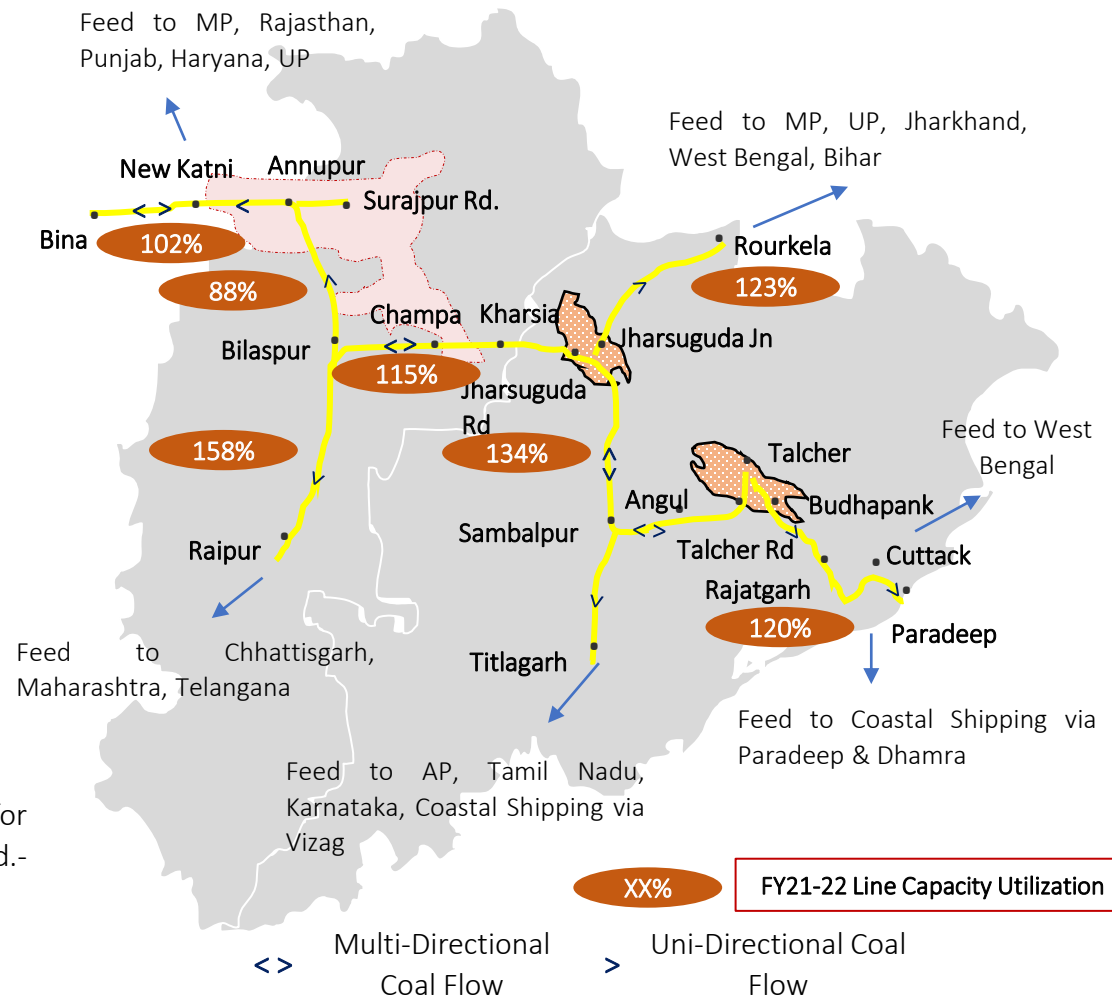 Feed to MP, Rajasthan,
Punjab, Haryana, UP
Feed to MP, UP, Jharkhand,
West Bengal, Bihar
New Katni
Annupur
Surajpur Rd.
Bina
102%
Rourkela
123%
88%
Champa
Kharsia
Bilaspur
Jharsuguda Jn
115%
Jharsuguda
Rd
158%
134%
Feed to West
Bengal
Talcher
Angul
Budhapank
Sambalpur
Talcher Rd
Raipur
Cuttack
Rajatgarh
120%
Paradeep
Feed to Chhattisgarh,
Maharashtra, Telangana
Titlagarh
Feed to Coastal Shipping via
Paradeep & Dhamra
Feed to AP, Tamil Nadu,
Karnataka, Coastal Shipping via
Vizag
or
d.-
XX%
FY21-22 Line Capacity Utilization
< > Multi-Directional
Coal Flow
> Uni-Directional Coal
Flow